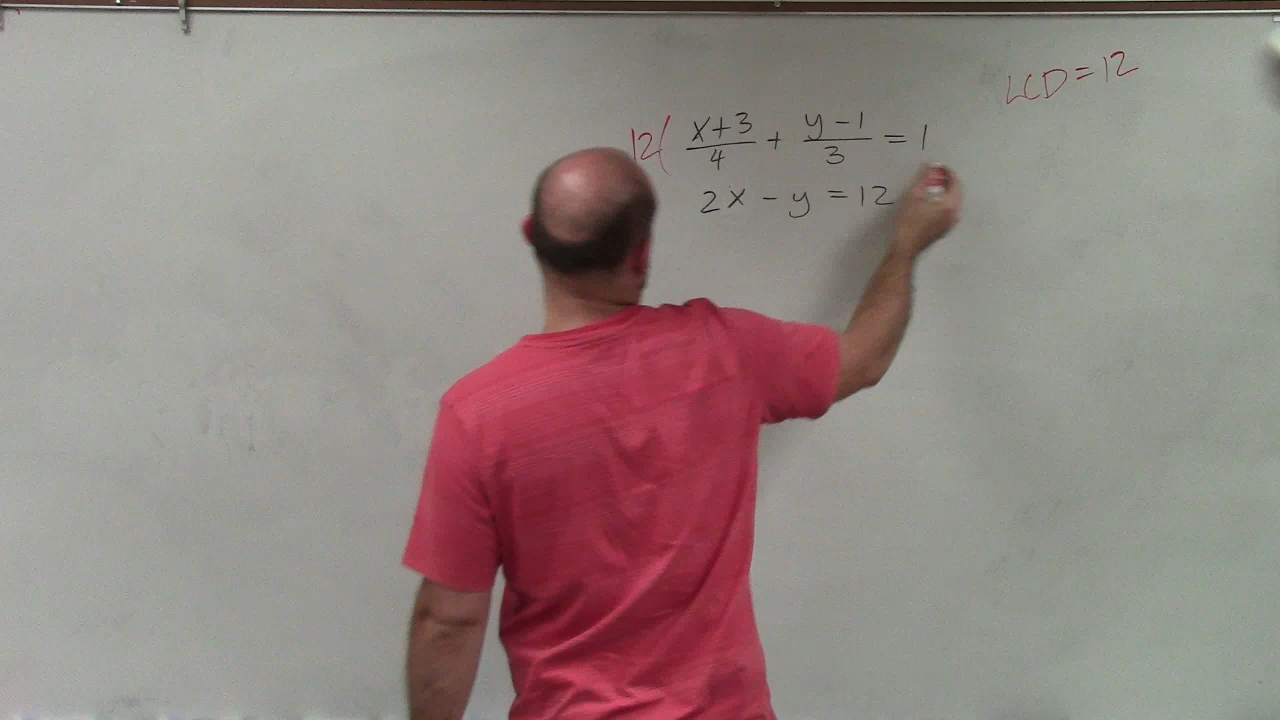 LCD=12
12( x+3/4 + y-1/3 = 1
2x - y = 12